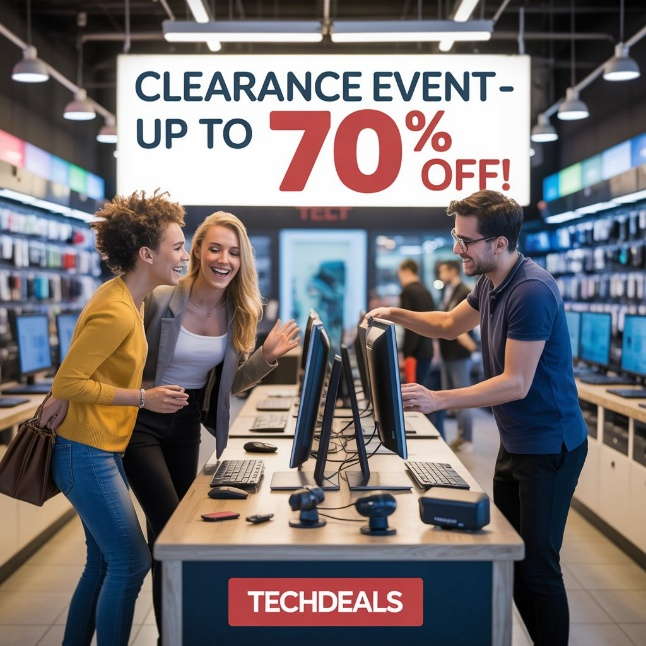 CLEARANCE EVENT-
UP TO 70%
OFF!
TECHDEALS